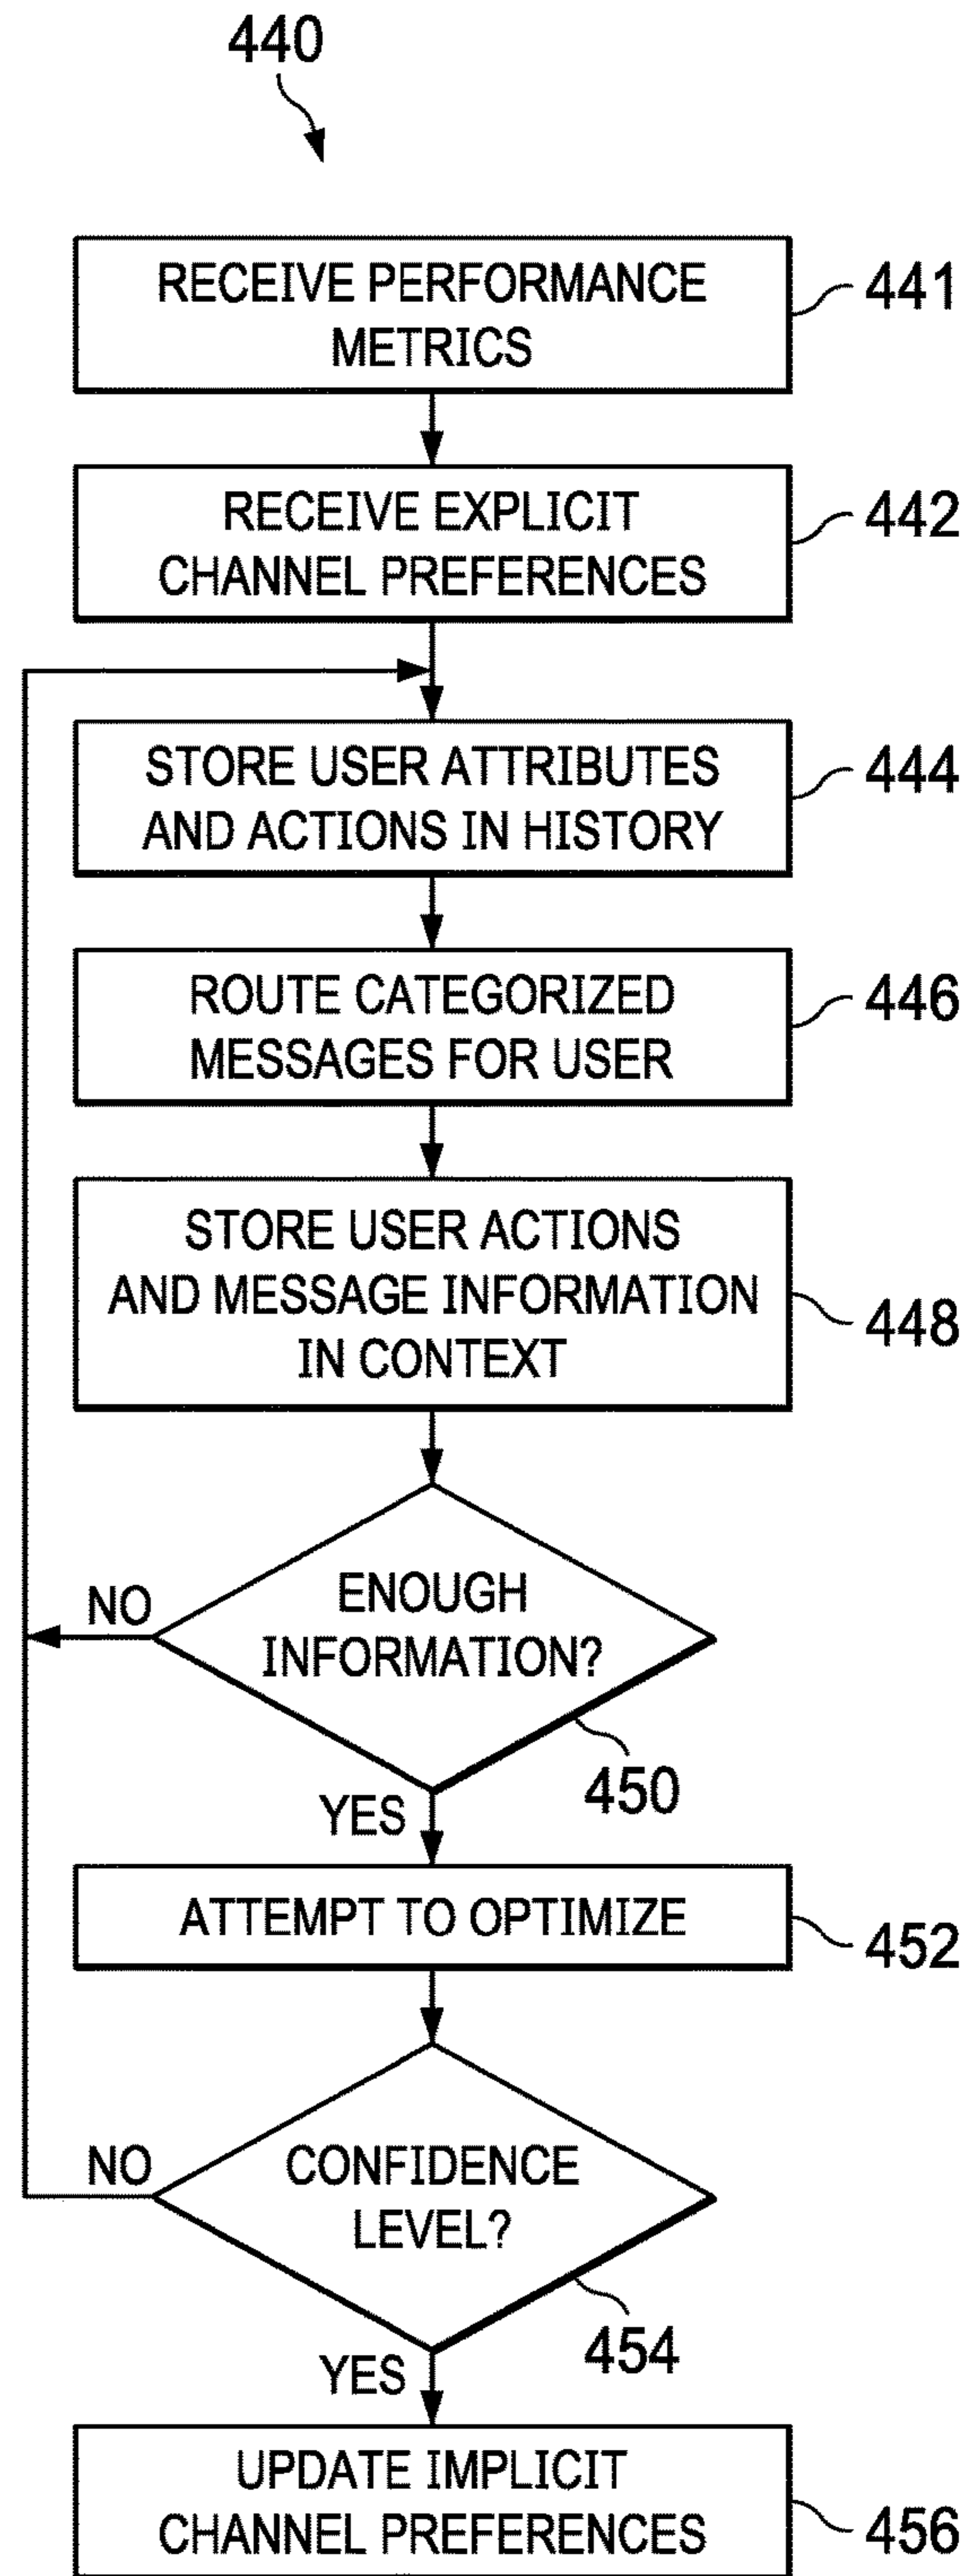 440
RECEIVE PERFORMANCE
METRICS
441
RECEIVE EXPLICIT
CHANNEL PREFERENCES
442
STORE USER ATTRIBUTES
AND ACTIONS IN HISTORY
444
ROUTE CATEGORIZED
MESSAGES FOR USER
446
STORE USER ACTIONS
AND MESSAGE INFORMATION
IN CONTEXT
448
ENOUGH
INFORMATION?
NO
450
YES
ATTEMPT TO OPTIMIZE
452
CONFIDENCE
LEVEL?
NO
454
YES
UPDATE IMPLICIT
CHANNEL PREFERENCES
456